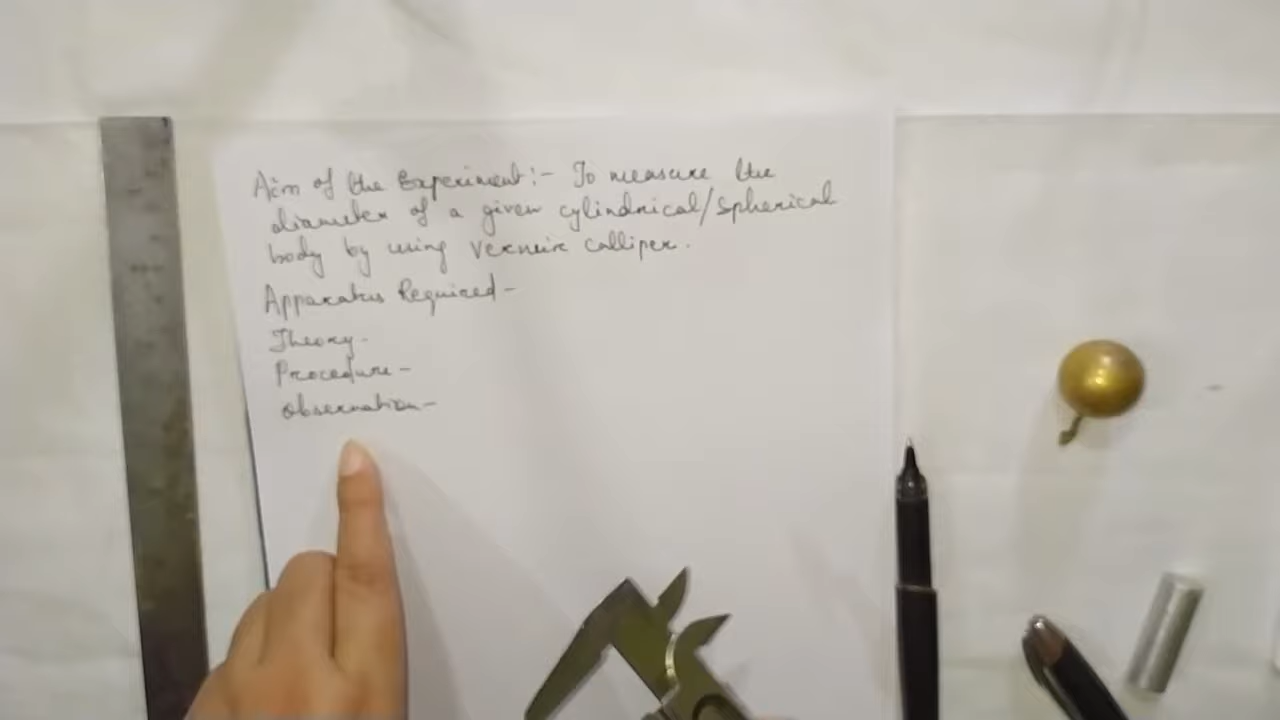 Aim of the Experiment:- To measure the
diameter of a given cylindrical/spherical
body by using Vernier Calliper.
Apparatus Required-
Theory-
Procedure-
Observation-